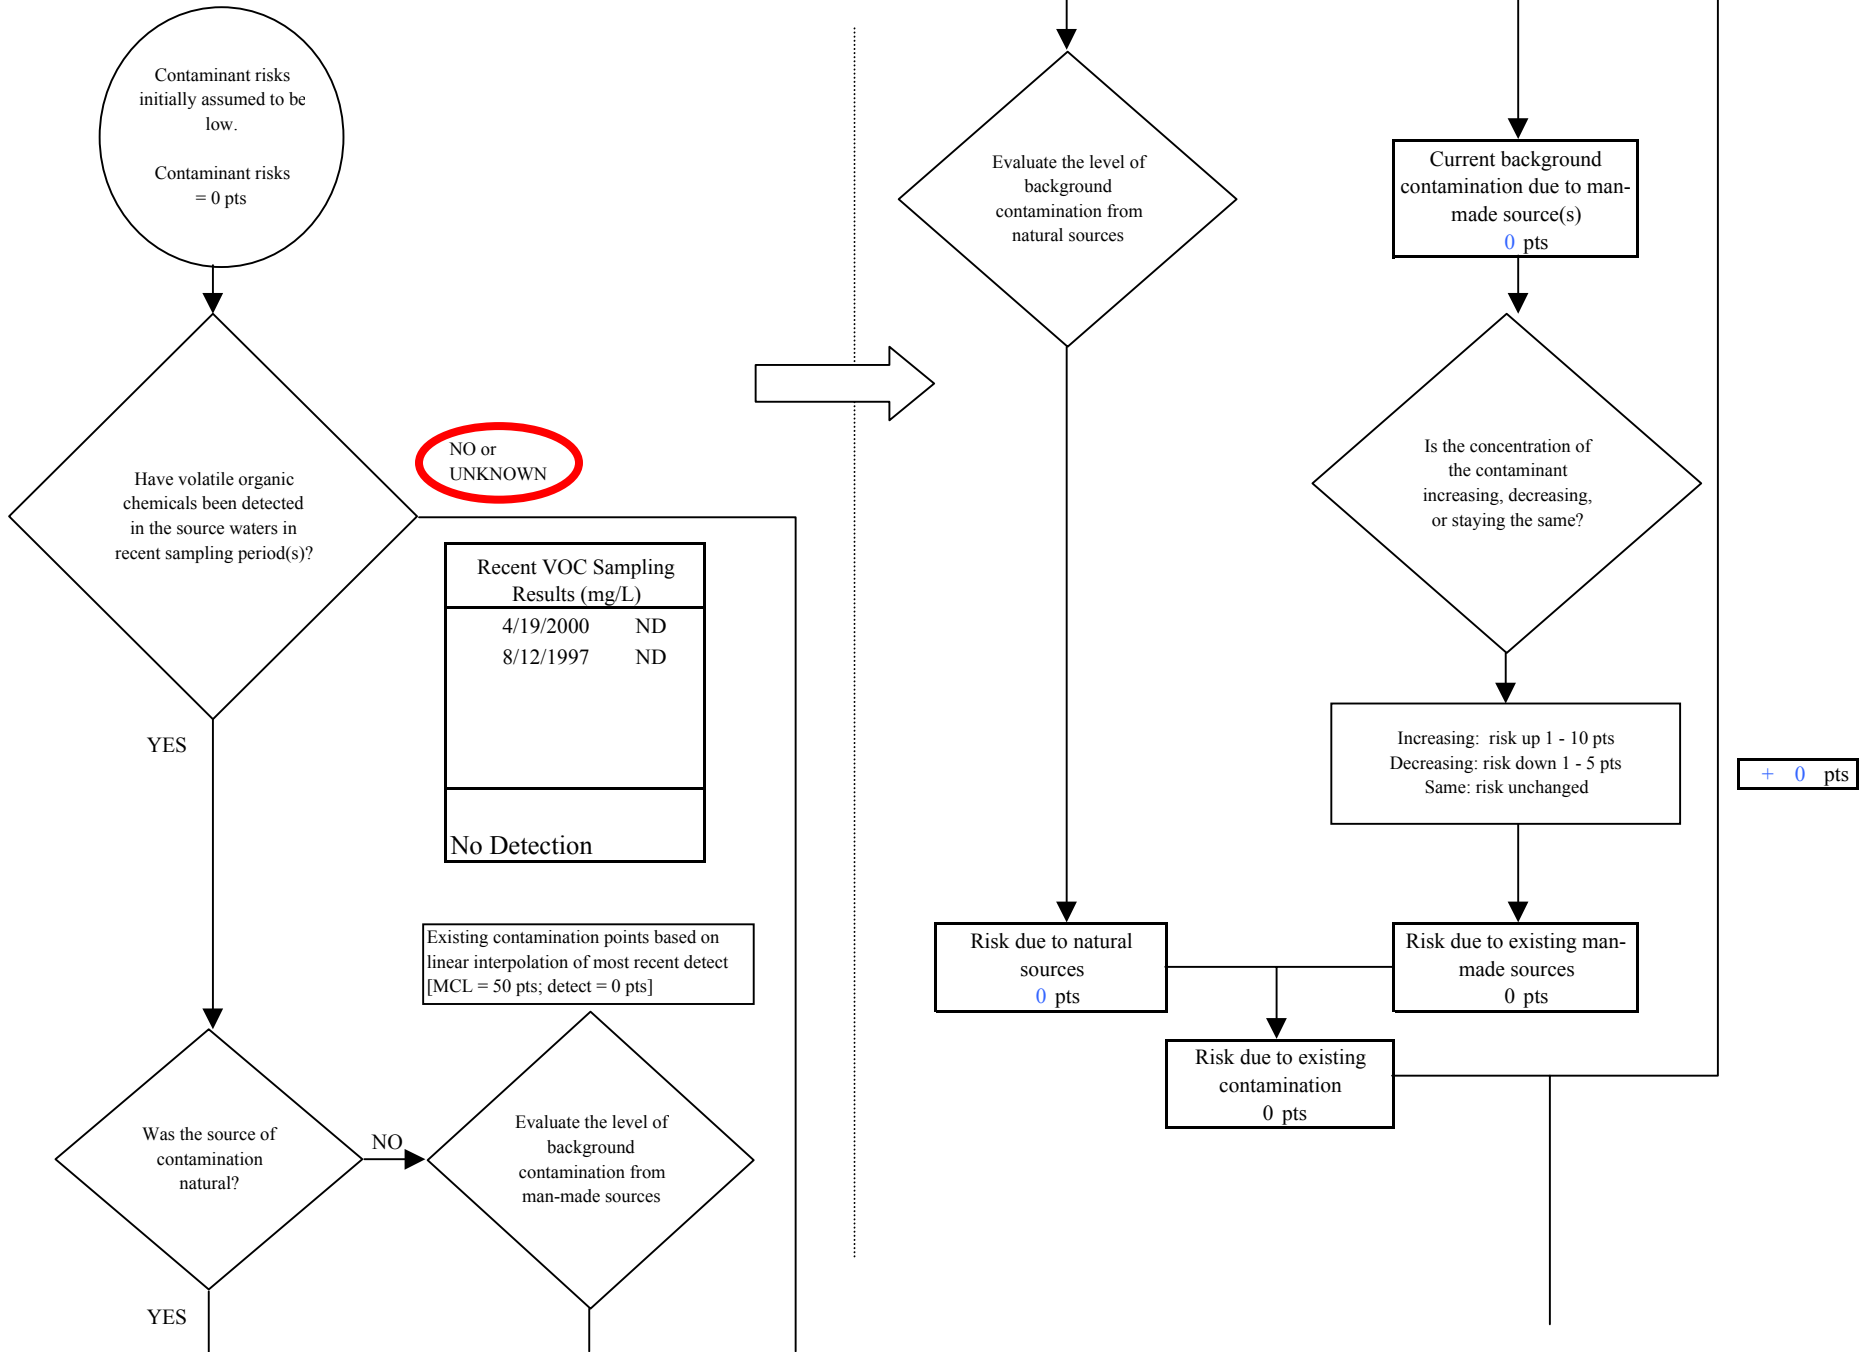 Contaminant risks
initially assumed to be
low.
Contaminant risks
= 0 pts
Have volatile organic
chemicals been detected
in the source waters in
recent sampling period(s)?
NO or
UNKNOWN
Recent VOC Sampling
Results (mg/L)
4/19/2000 ND
8/12/1997 ND
No Detection
YES
Existing contamination points based on
linear interpolation of most recent detect
[MCL = 50 pts; detect = 0 pts]
Was the source of
contamination
natural?
NO
Evaluate the level of
background
contamination from
man-made sources
YES
Evaluate the level of
background
contamination from
natural sources
Current background
contamination due to man-
made source(s)
0 pts
Is the concentration of
the contaminant
increasing, decreasing,
or staying the same?
Increasing: risk up 1 - 10 pts
Decreasing: risk down 1 - 5 pts
Same: risk unchanged
+ 0 pts
Risk due to natural
sources
0 pts
Risk due to existing man-
made sources
0 pts
Risk due to existing
contamination
0 pts